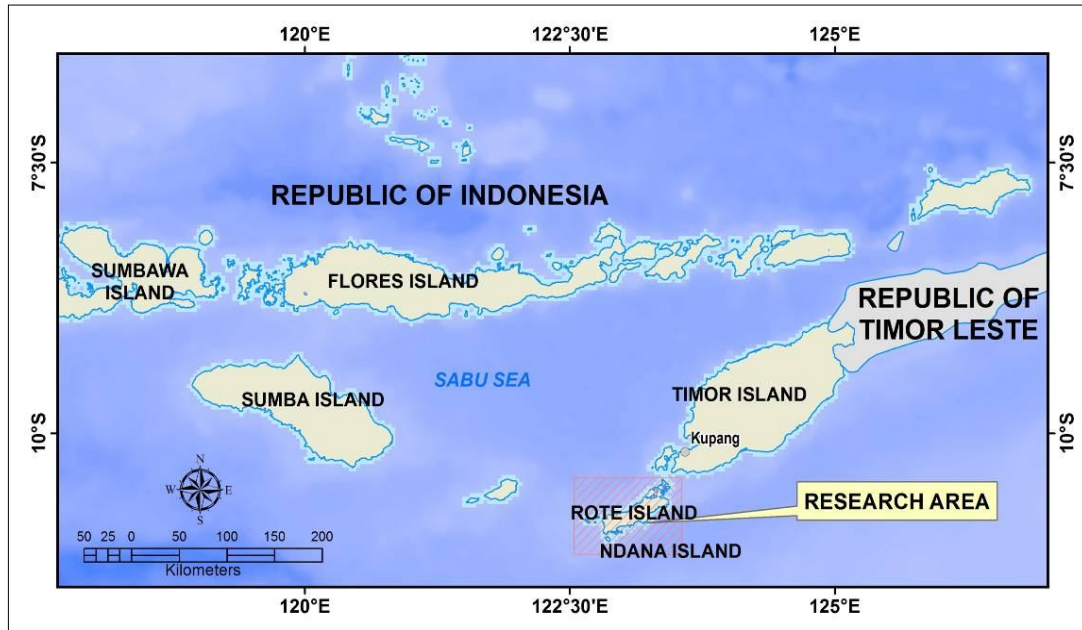 120°E 122°30'E 125°E
7°30'S 7°30'S
REPUBLIC OF INDONESIA
SUMBAWA
ISLAND
FLORES ISLAND
REPUBLIC OF
TIMOR LESTE
SABU SEA
SUMBA ISLAND
TIMOR ISLAND
10°S 10°S
Kupang
N
W E
S
ROTE ISLAND
RESEARCH AREA
NDANA ISLAND
50 25 0 50 100 150 200
Kilometers
120°E 122°30'E 125°E